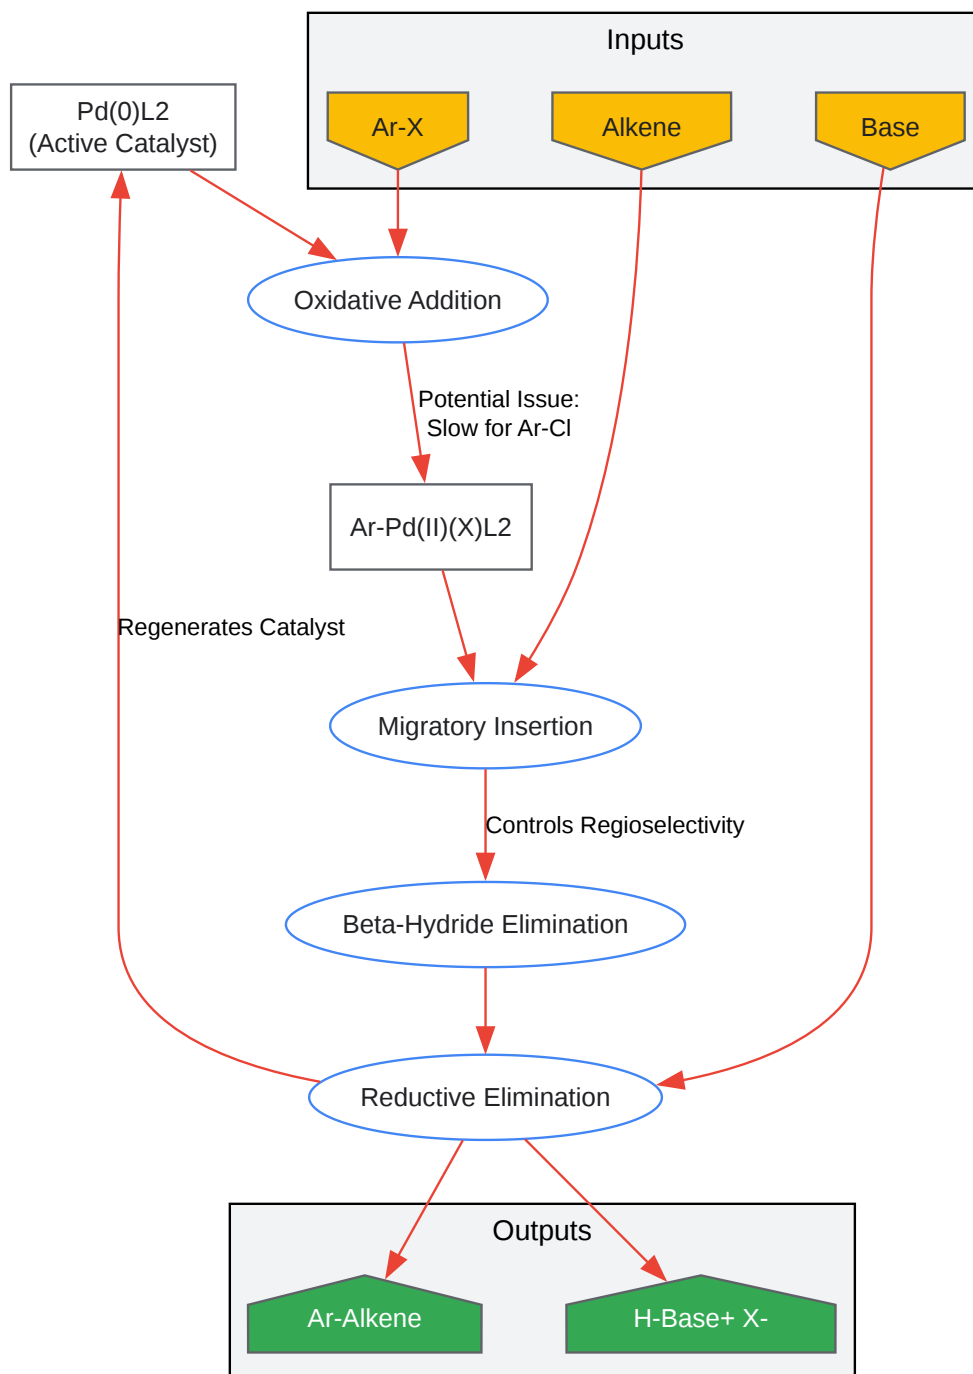 Inputs
Pd(0)L2
(Active Catalyst)
Ar-X
Alkene
Base
Oxidative Addition
Potential Issue:
Slow for Ar-Cl
Ar-Pd(II)(X)L2
Regenerates Catalyst
Migratory Insertion
Controls Regioselectivity
Beta-Hydride Elimination
Reductive Elimination
Outputs
Ar-Alkene
H-Base+ X-